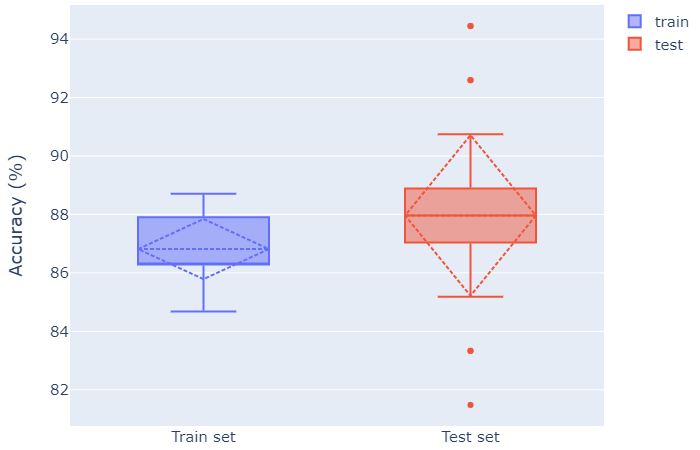 94
92
90
88
86
84
82
Accuracy (%)
Train set
Test set
train
test